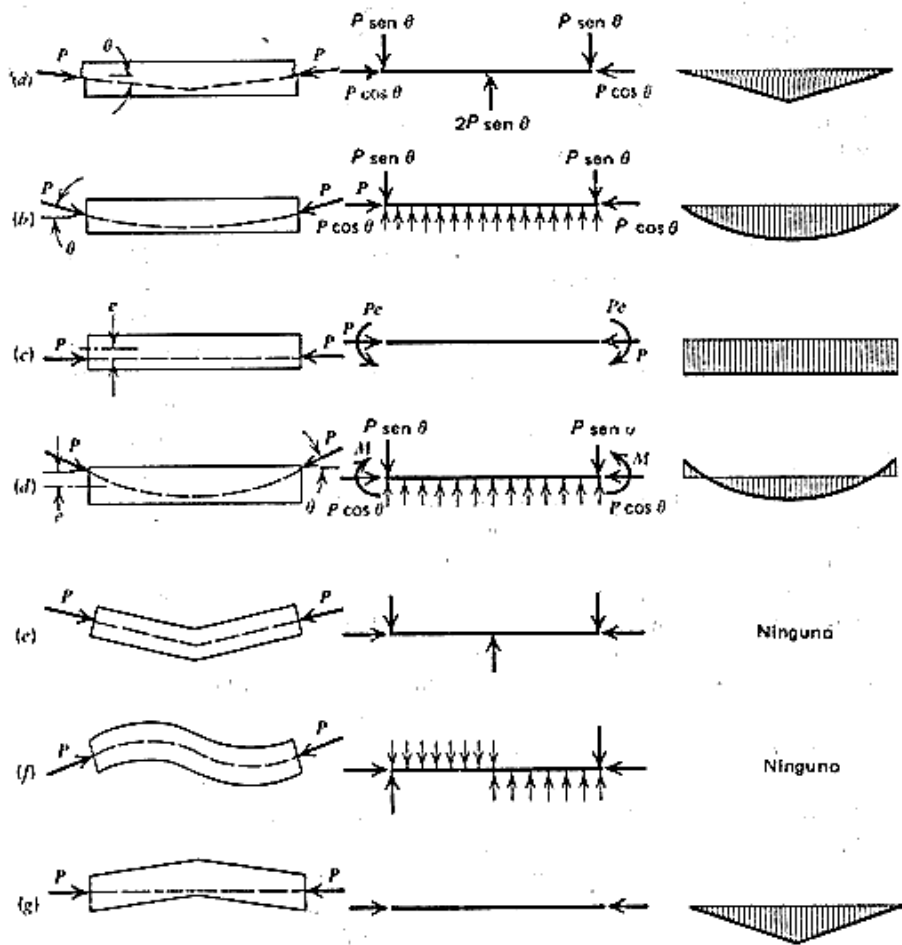 P sen θ P sen θ
(a) P θ P P cos θ P cos θ
2P sen θ
P sen θ P sen θ
(b) P θ P P P cos θ P cos θ
(c) P e P P Pe Pe P
P sen θ P sen θ
(d) P e θ P M M
P cos θ P cos θ
(e) P P Ninguno
(f) P P Ninguno
(g) P P